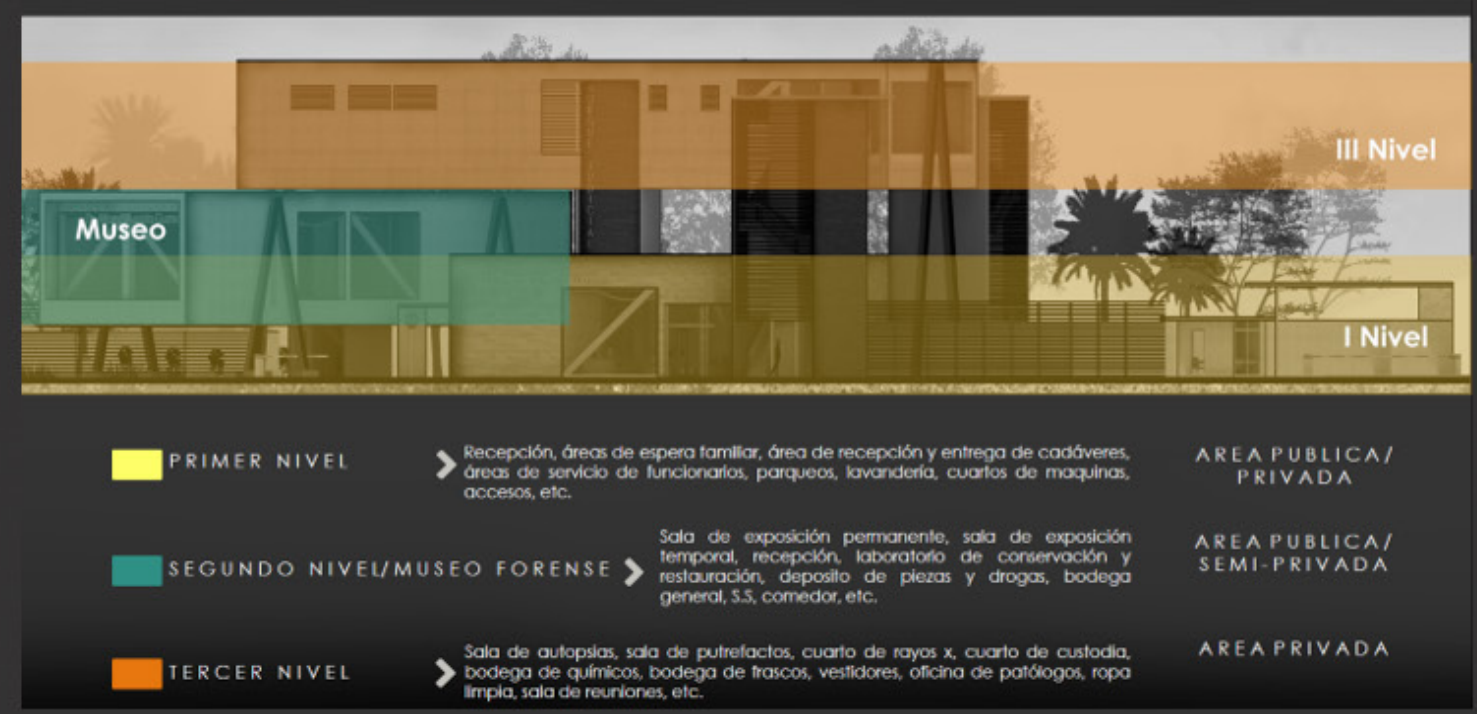 III Nivel
Museo
I Nivel
PRIMER NIVEL
Recepción, áreas de espera familiar, área de recepción y entrega de cadáveres,
áreas de servicio de funcionarios, parqueos, lavandería, cuartos de maquinas,
accesos, etc.
AREA PUBLICA/
PRIVADA
SEGUNDO NIVEL/MUSEO FORENSE
Sala de exposición permanente, sala de exposición
temporal, recepción, laboratorio de conservación y
restauración, deposito de piezas y drogas, bodega
general, S.S, comedor, etc.
AREA PUBLICA/
SEMI-PRIVADA
TERCER NIVEL
Sala de autopsias, sala de putrefactos, cuarto de rayos x, cuarto de custodia,
bodega de químicos, bodega de frascos, vestidores, oficina de patólogos, ropa
limpia, sala de reuniones, etc.
AREA PRIVADA